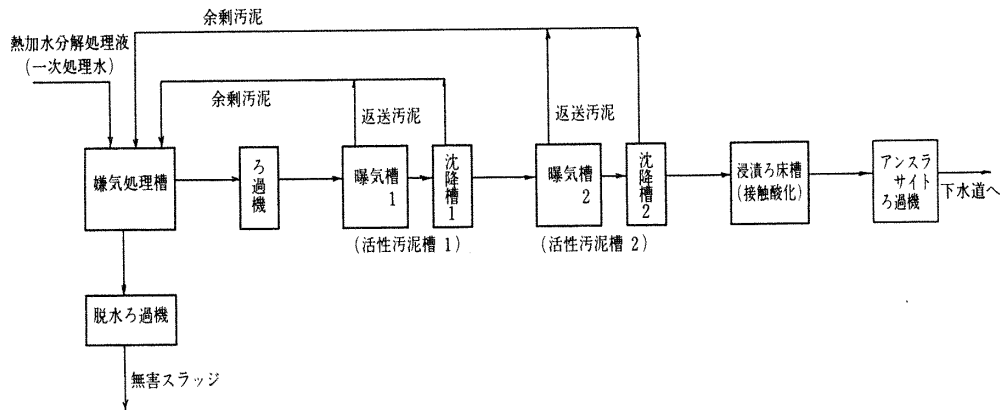 余剰汚泥
熱加水分解処理液
(一次処理水)
余剰汚泥
返送汚泥
返送汚泥
嫌気処理槽
ろ過機
曝気槽
1
沈降槽1
曝気槽
2
沈降槽2
浸漬ろ床槽
(接触酸化)
アンスラ
サイト
ろ過機
下水道へ
(活性汚泥槽 1)
(活性汚泥槽 2)
脱水ろ過機
無害スラッジ